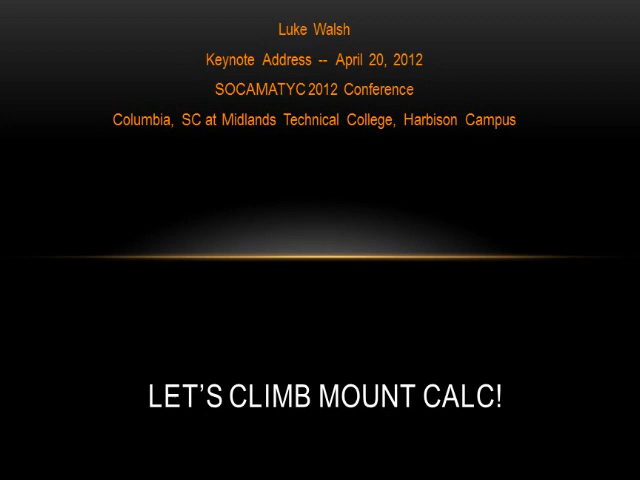 Luke Walsh
Keynote Address -- April 20, 2012
SOCAMATYC 2012 Conference
Columbia, SC at Midlands Technical College, Harbison Campus
LET’S CLIMB MOUNT CALC!